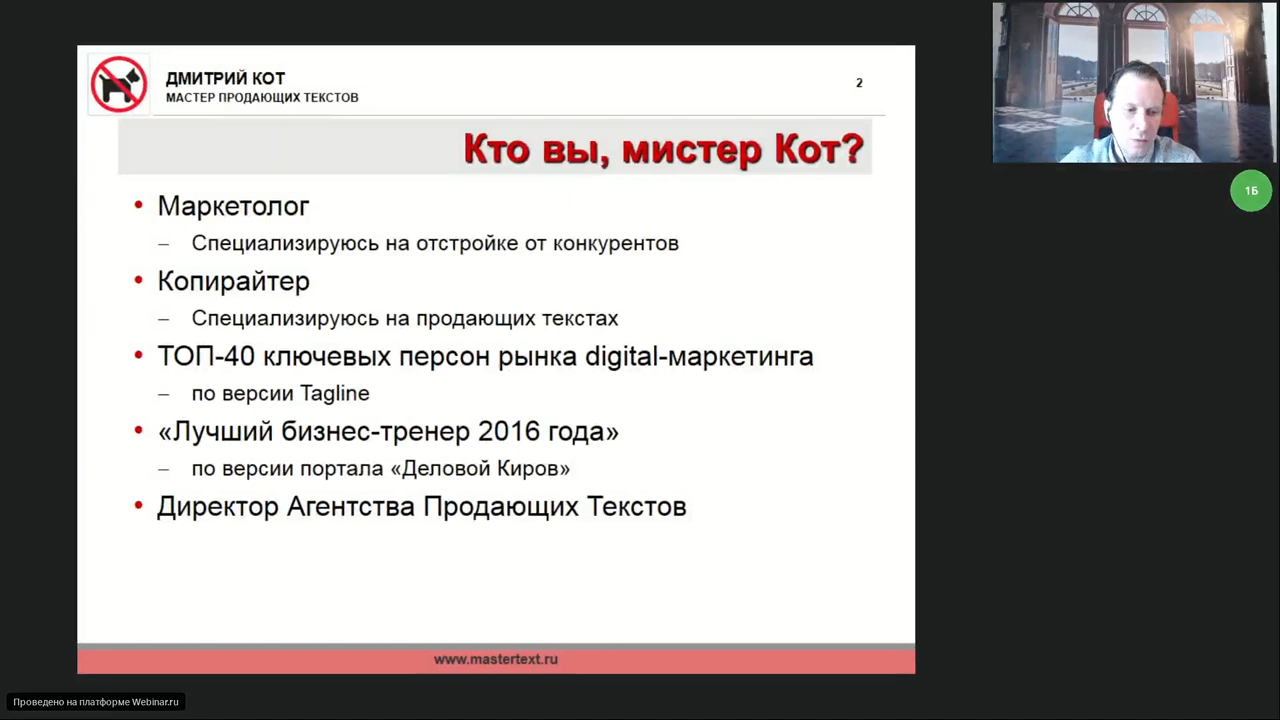 ДМИТРИЙ КОТ
МАСТЕР ПРОДАЮЩИХ ТЕКСТОВ
2
Кто вы, мистер Кот?
• Маркетолог
– Специализируюсь на отстройке от конкурентов
• Копирайтер
– Специализируюсь на продающих текстах
• ТОП-40 ключевых персон рынка digital-маркетинга
– по версии Tagline
• «Лучший бизнес-тренер 2016 года»
– по версии портала «Деловой Киров»
• Директор Агентства Продающих Текстов
www.mastertext.ru
1Б
Проведено на платформе Webinar.ru